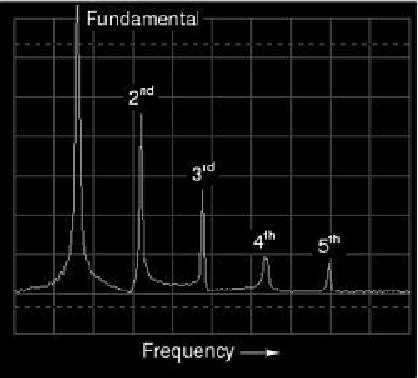 Fundamental
2nd
3rd
4th
5th
Frequency →